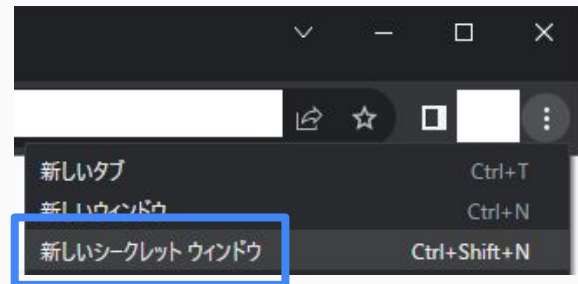 新しいタブ Ctrl+T
新しいウィンドウ Ctrl+N
新しいシークレット ウィンドウ Ctrl+Shift+N